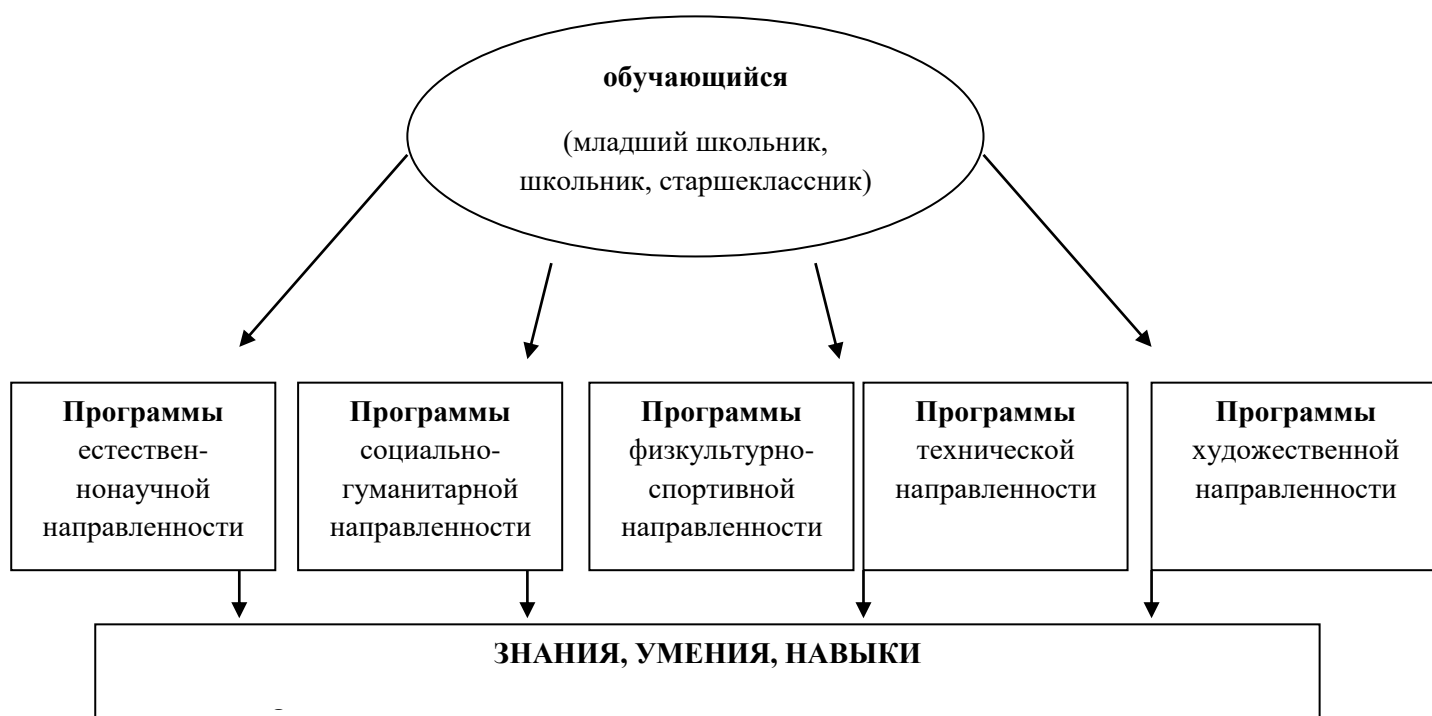 обучающийся
(младший школьник,
школьник, старшеклассник)
Программы
естествен-
нонаучной
направленности
Программы
социально-
гуманитарной
направленности
Программы
физкультурно-
спортивной
направленности
Программы
технической
направленности
Программы
художественной
направленности
ЗНАНИЯ, УМЕНИЯ, НАВЫКИ